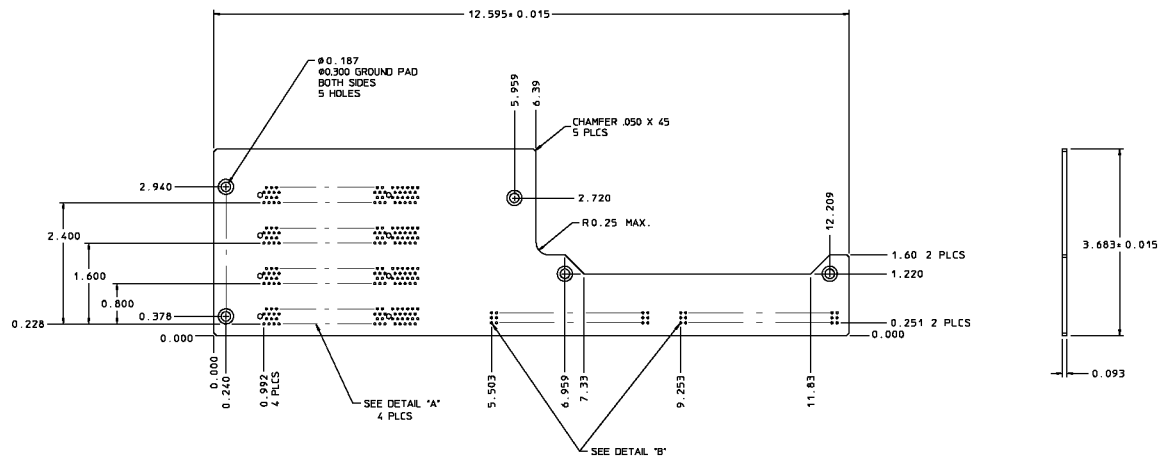 12.595± 0.015
Ø0.187
Ø0.300 GROUND PAD
BOTH SIDES
5 HOLES
5.959
6.39
CHAMFER .050 X 45
5 PLCS
2.940
2.720
12.209
R0.25 MAX.
2.400
3.683± 0.015
1.60 2 PLCS
1.600
1.220
0.800
0.378
0.228
0.251 2 PLCS
0.000
0.000
0.000
0.240
0.992
4 PLCS
5.503
6.959
7.33
9.253
11.83
0.093
SEE DETAIL "A"
4 PLCS
SEE DETAIL "B"